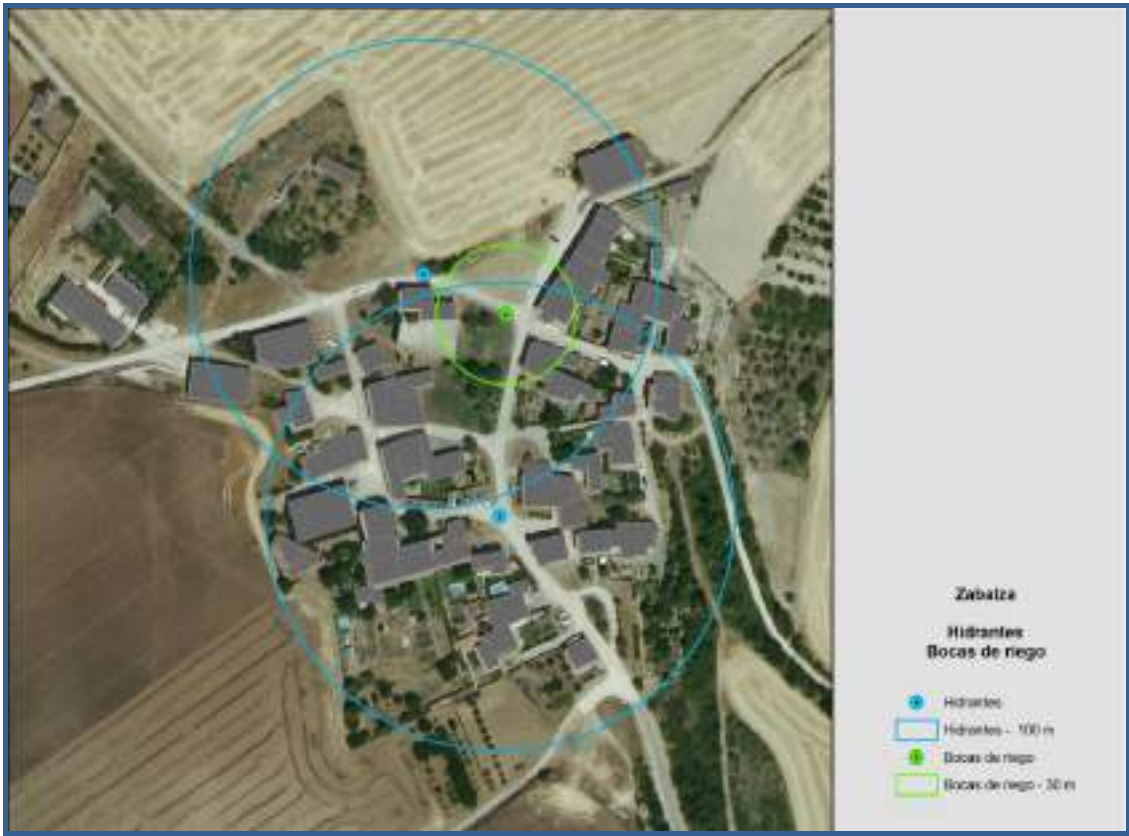 Zabalza
Hidrantes
Bocas de riego
Hidrantes
Hidrantes - 100 m
Bocas de riego
Bocas de riego - 30 m